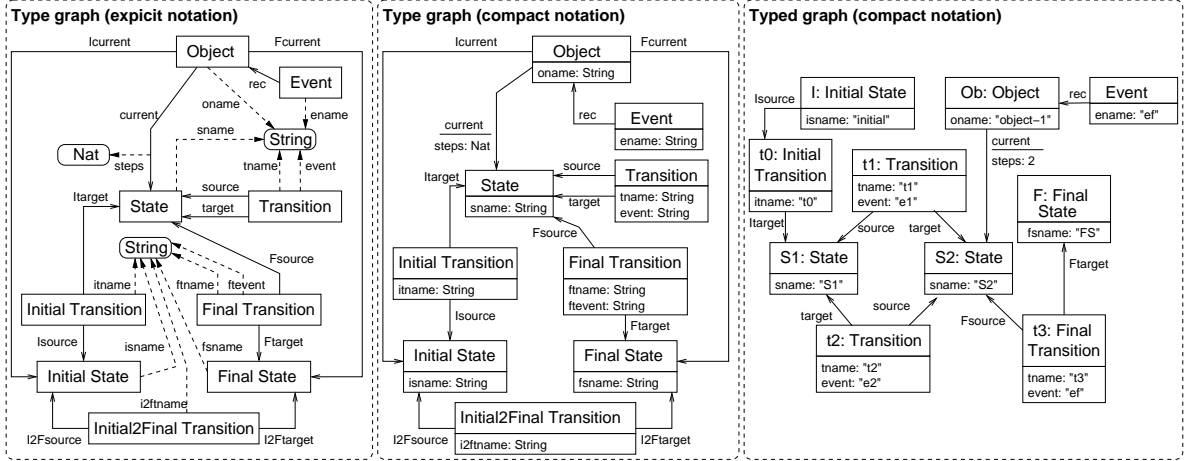 Type graph (expicit notation)
Icurrent
Fcurrent
Object
rec
Event
oname
ename
current
sname
String
Nat
steps
tname
event
Itarget
source
State
target
Transition
String
Fsource
itname
ftname
ftevent
Initial Transition
Final Transition
Isource
isname
fsname
Ftarget
Initial State
Final State
i2ftname
I2Fsource
Initial2Final Transition
I2Ftarget
Type graph (compact notation)
Icurrent
Fcurrent
Object
oname: String
rec
Event
ename: String
current
steps: Nat
Itarget
source
State
sname: String
target
Transition
tname: String
event: String
Fsource
Initial Transition
itname: String
Final Transition
ftname: String
ftevent: String
Isource
Ftarget
Initial State
isname: String
Final State
fsname: String
Initial2Final Transition
i2ftname: String
I2Fsource
I2Ftarget
Typed graph (compact notation)
I: Initial State
isname: "initial"
Isource
Ob: Object
oname: "object−1"
rec
Event
ename: "ef"
current
steps: 2
t0: Initial
Transition
itname: "t0"
t1: Transition
tname: "t1"
event: "e1"
F: Final
State
fsname: "FS"
Itarget
source
target
S1: State
sname: "S1"
S2: State
sname: "S2"
Ftarget
target
source
Fsource
t2: Transition
tname: "t2"
event: "e2"
t3: Final
Transition
tname: "t3"
event: "ef"